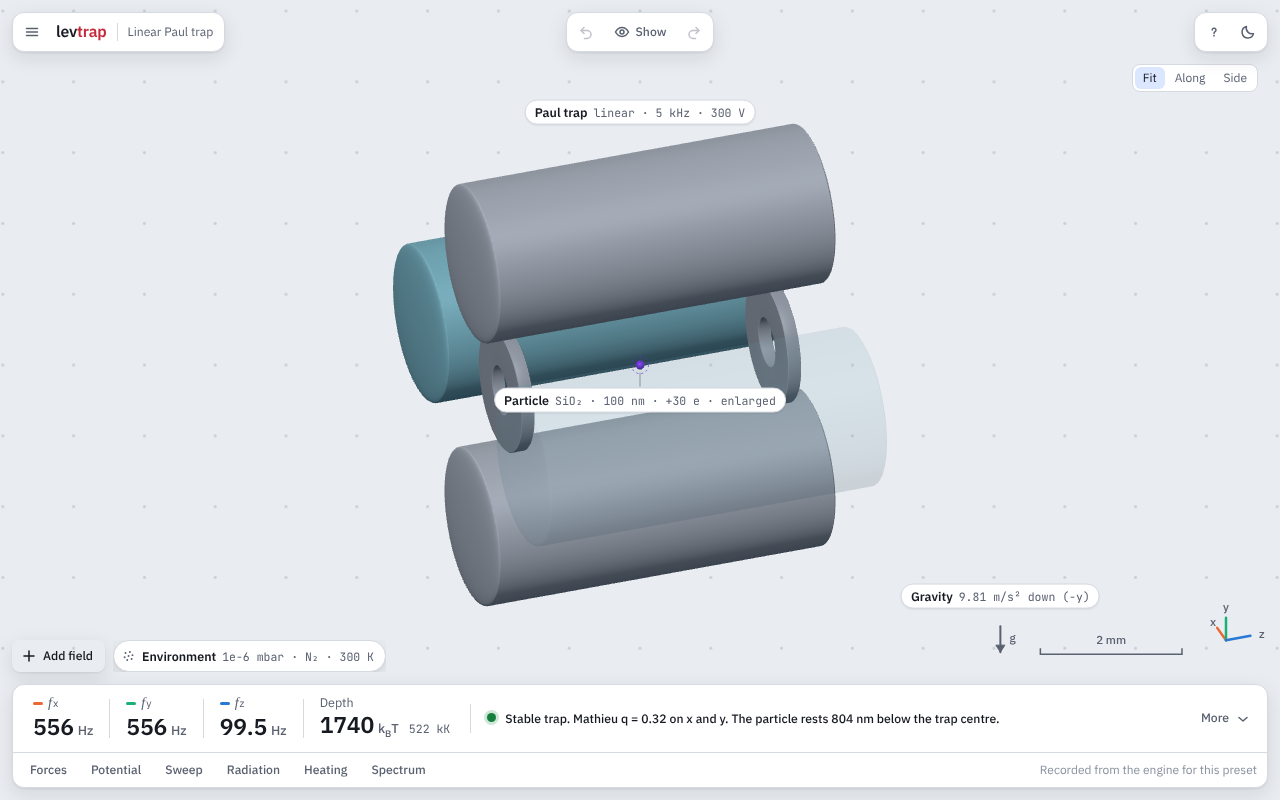 levtrap Linear Paul trap
Show
?
Fit Along Side
Paul trap linear · 5 kHz · 300 V
Particle SiO₂ · 100 nm · +30 e · enlarged
Gravity 9.81 m/s² down (-y)
g
2 mm
y
x
z
Add field
Environment 1e-6 mbar · N₂ · 300 K
fx
556 Hz
fy
556 Hz
fz
99.5 Hz
Depth
1740 k_BT 522 kK
Stable trap. Mathieu q = 0.32 on x and y. The particle rests 804 nm below the trap centre.
More
Forces Potential Sweep Radiation Heating Spectrum
Recorded from the engine for this preset